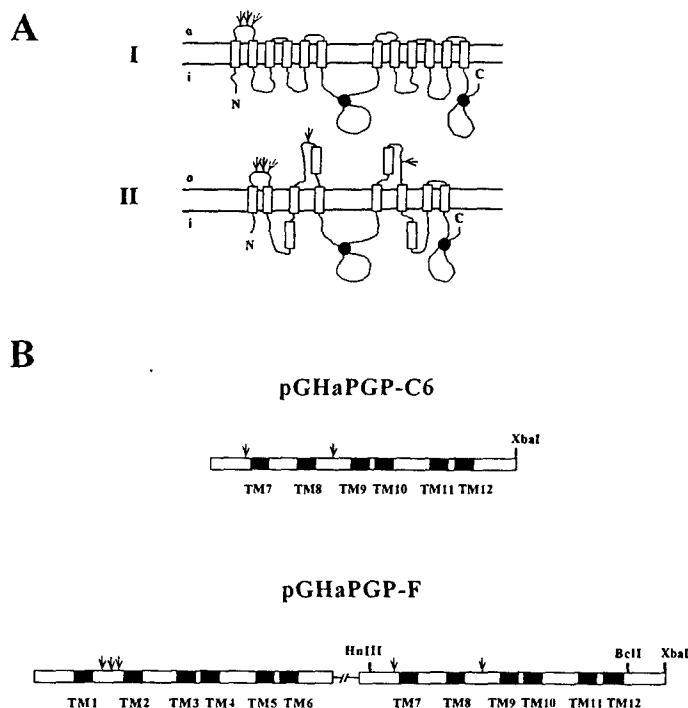 A
I
o
i
N
C
II
o
i
N
C
B
pGHaPGP-C6
XbaI
TM7 TM8 TM9 TM10 TM11 TM12
pGHaPGP-F
HnIII BclI XbaI
TM1 TM2 TM3 TM4 TM5 TM6 TM7 TM8 TM9 TM10 TM11 TM12